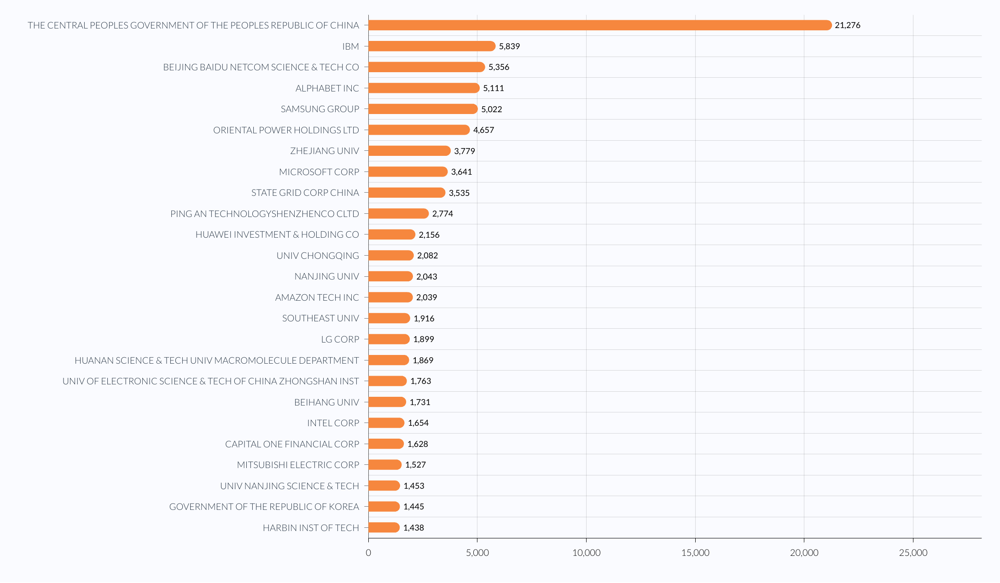 THE CENTRAL PEOPLES GOVERNMENT OF THE PEOPLES REPUBLIC OF CHINA 21,276
IBM 5,839
BEIJING BAIDU NETCOM SCIENCE & TECH CO 5,356
ALPHABET INC 5,111
SAMSUNG GROUP 5,022
ORIENTAL POWER HOLDINGS LTD 4,657
ZHEJIANG UNIV 3,779
MICROSOFT CORP 3,641
STATE GRID CORP CHINA 3,535
PING AN TECHNOLOGYSHENZHENCO CLTD 2,774
HUAWEI INVESTMENT & HOLDING CO 2,156
UNIV CHONGQING 2,082
NANJING UNIV 2,043
AMAZON TECH INC 2,039
SOUTHEAST UNIV 1,916
LG CORP 1,899
HUANAN SCIENCE & TECH UNIV MACROMOLECULE DEPARTMENT 1,869
UNIV OF ELECTRONIC SCIENCE & TECH OF CHINA ZHONGSHAN INST 1,763
BEIHANG UNIV 1,731
INTEL CORP 1,654
CAPITAL ONE FINANCIAL CORP 1,628
MITSUBISHI ELECTRIC CORP 1,527
UNIV NANJING SCIENCE & TECH 1,453
GOVERNMENT OF THE REPUBLIC OF KOREA 1,445
HARBIN INST OF TECH 1,438
0 5,000 10,000 15,000 20,000 25,000